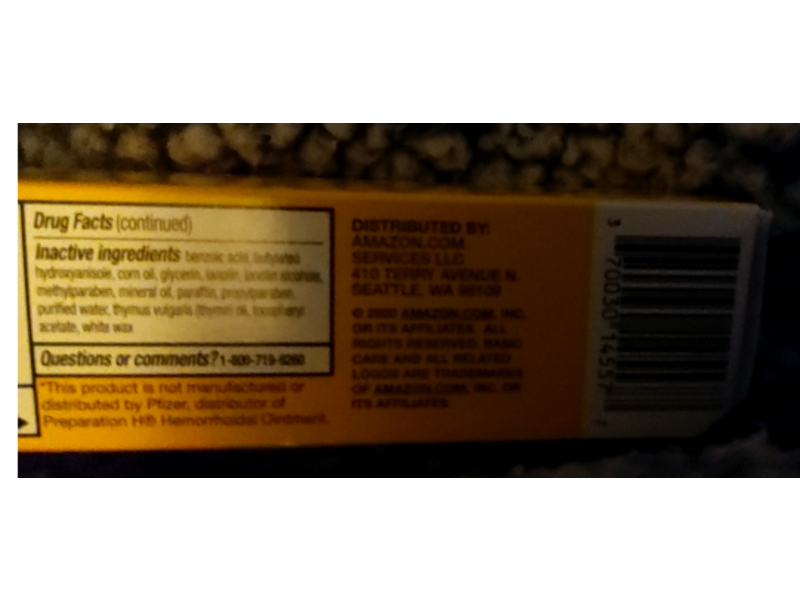 Drug Facts (continued)
Inactive ingredients benzoic acid, butylated
hydroxyanisole, corn oil, glycerin, lanolin, lanolin alcohols,
methylparaben, mineral oil, paraffin, propylparaben,
purified water, thymus vulgaris (thyme) oil, tocopheryl
acetate, white wax
Questions or comments? 1-800-719-9260
*This product is not manufactured or
distributed by Pfizer, distributor of
Preparation H® Hemorrhoidal Ointment.
DISTRIBUTED BY:
AMAZON.COM
SERVICES LLC
410 TERRY AVENUE N.
SEATTLE, WA 98109
© 2020 AMAZON.COM, INC.
OR ITS AFFILIATES. ALL
RIGHTS RESERVED. BASIC
CARE AND ALL RELATED
LOGOS ARE TRADEMARKS
OF AMAZON.COM, INC. OR
ITS AFFILIATES.
3 70030 14557 7